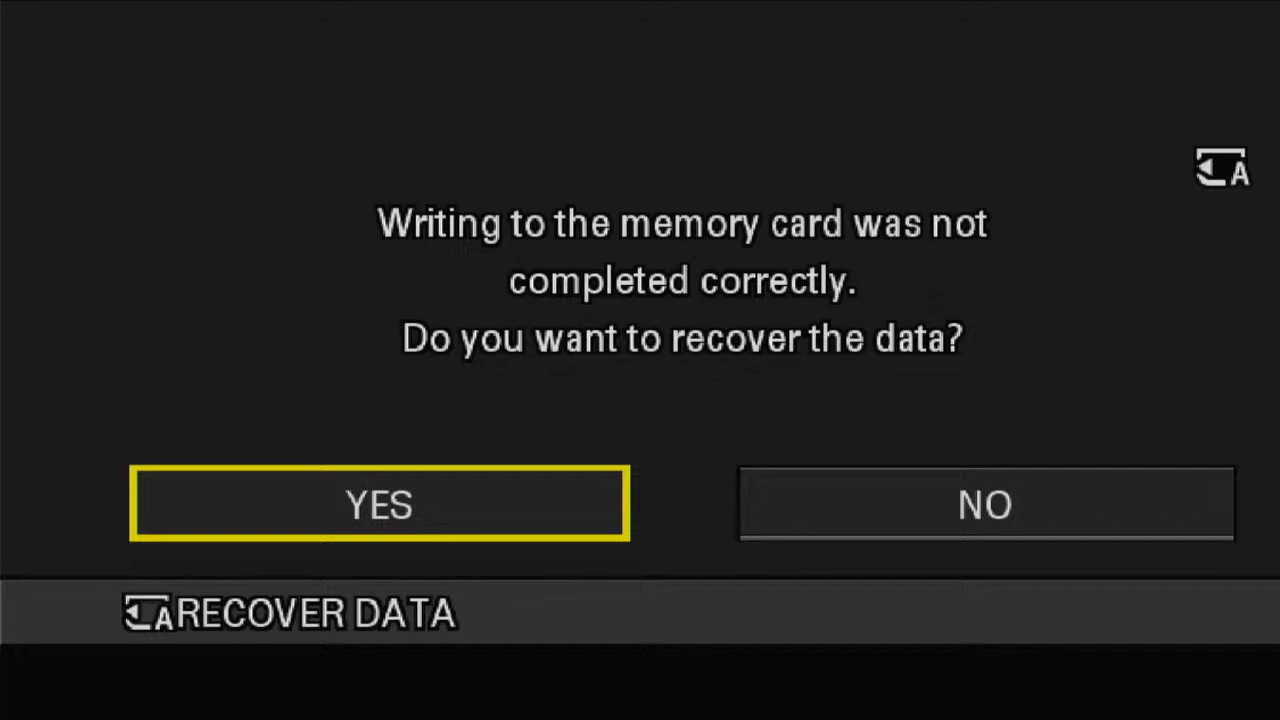 A
Writing to the memory card was not
completed correctly.
Do you want to recover the data?
YES NO
A RECOVER DATA